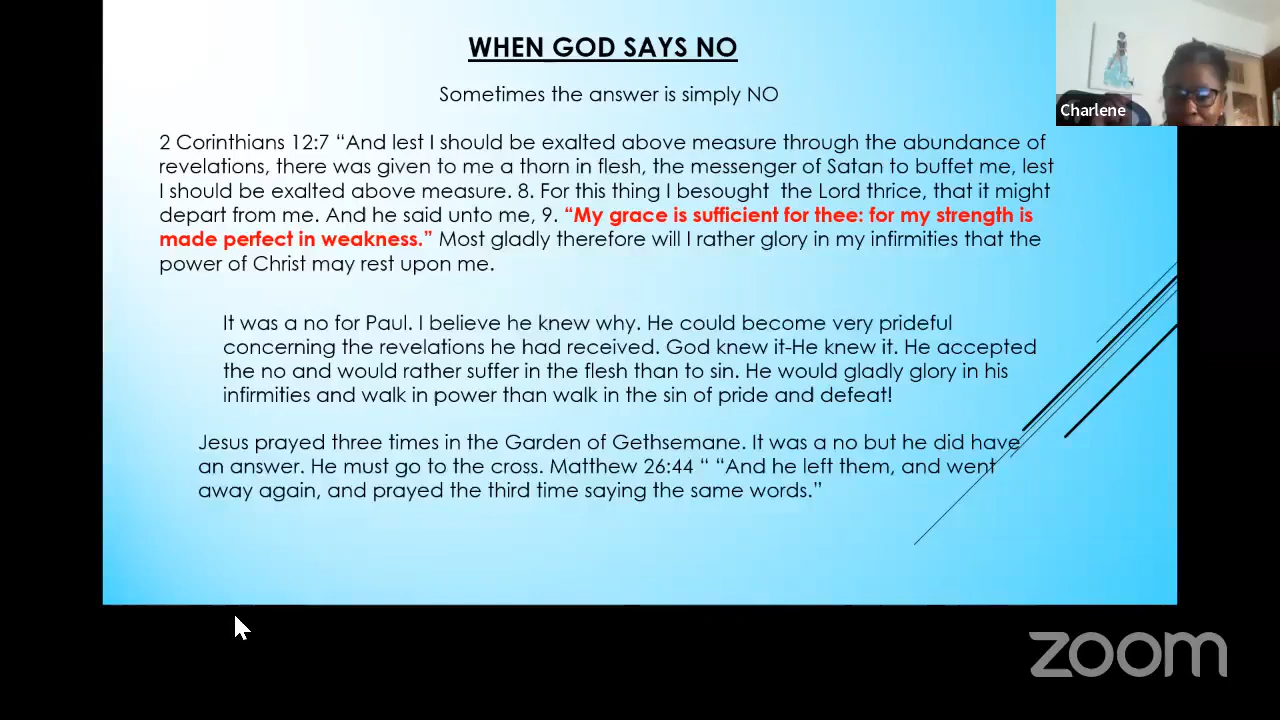 WHEN GOD SAYS NO
Sometimes the answer is simply NO
Charlene
2 Corinthians 12:7 “And lest I should be exalted above measure through the abundance of
revelations, there was given to me a thorn in flesh, the messenger of Satan to buffet me, lest
I should be exalted above measure. 8. For this thing I besought  the Lord thrice, that it might
depart from me. And he said unto me, 9. “My grace is sufficient for thee: for my strength is
made perfect in weakness.” Most gladly therefore will I rather glory in my infirmities that the
power of Christ may rest upon me.
It was a no for Paul. I believe he knew why. He could become very prideful
concerning the revelations he had received. God knew it-He knew it. He accepted
the no and would rather suffer in the flesh than to sin. He would gladly glory in his
infirmities and walk in power than walk in the sin of pride and defeat!
Jesus prayed three times in the Garden of Gethsemane. It was a no but he did have
an answer. He must go to the cross. Matthew 26:44 “ “And he left them, and went
away again, and prayed the third time saying the same words.”
zoom